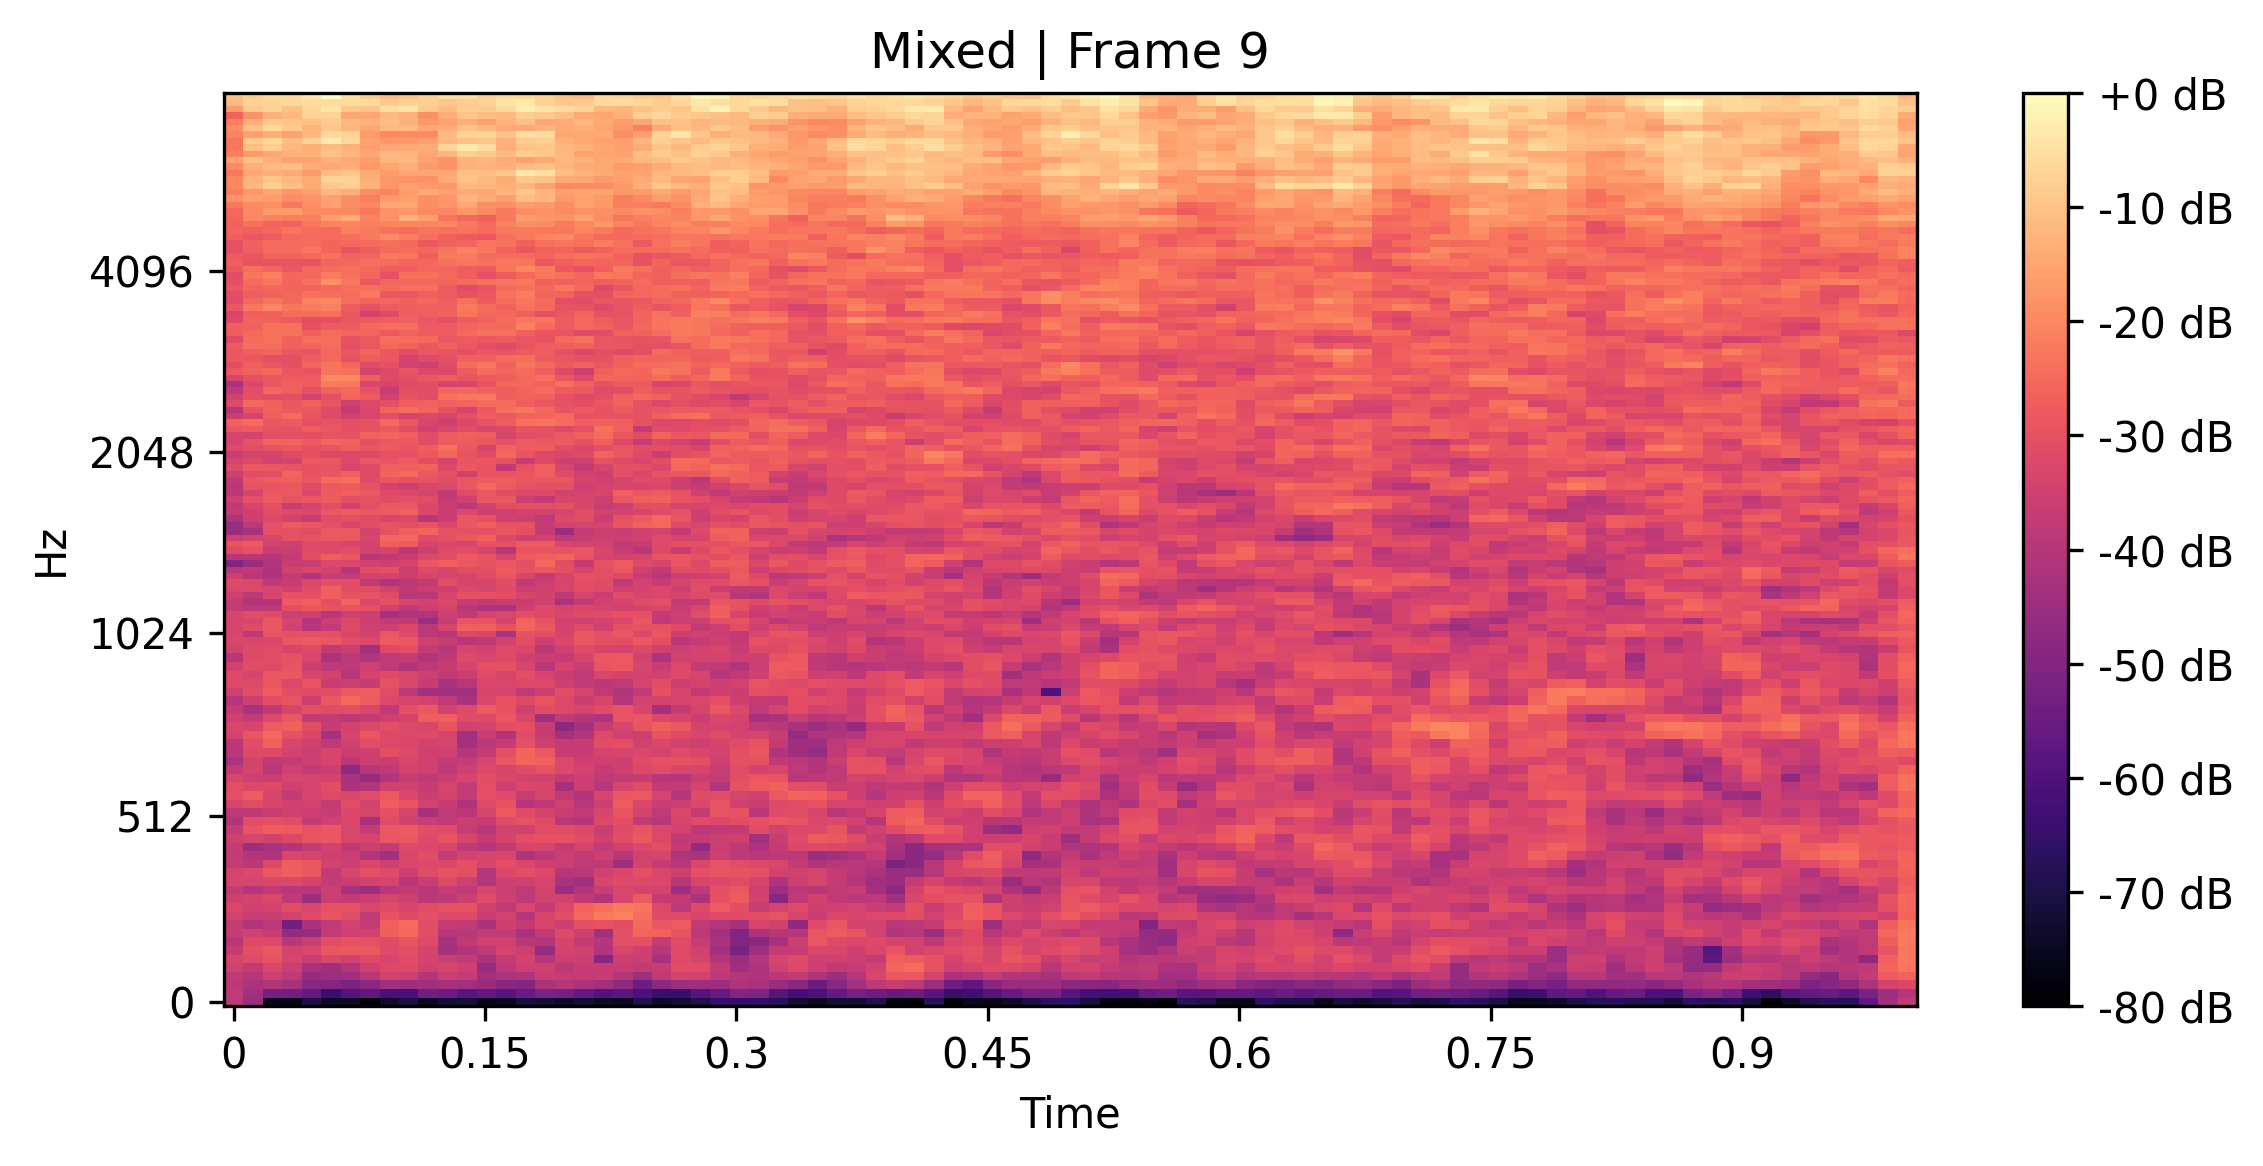 Mixed | Frame 9
+0 dB
-10 dB
4096
-20 dB
2048
-30 dB
Hz
-40 dB
1024
-50 dB
512
-60 dB
-70 dB
0
-80 dB
0 0.15 0.3 0.45 0.6 0.75 0.9
Time